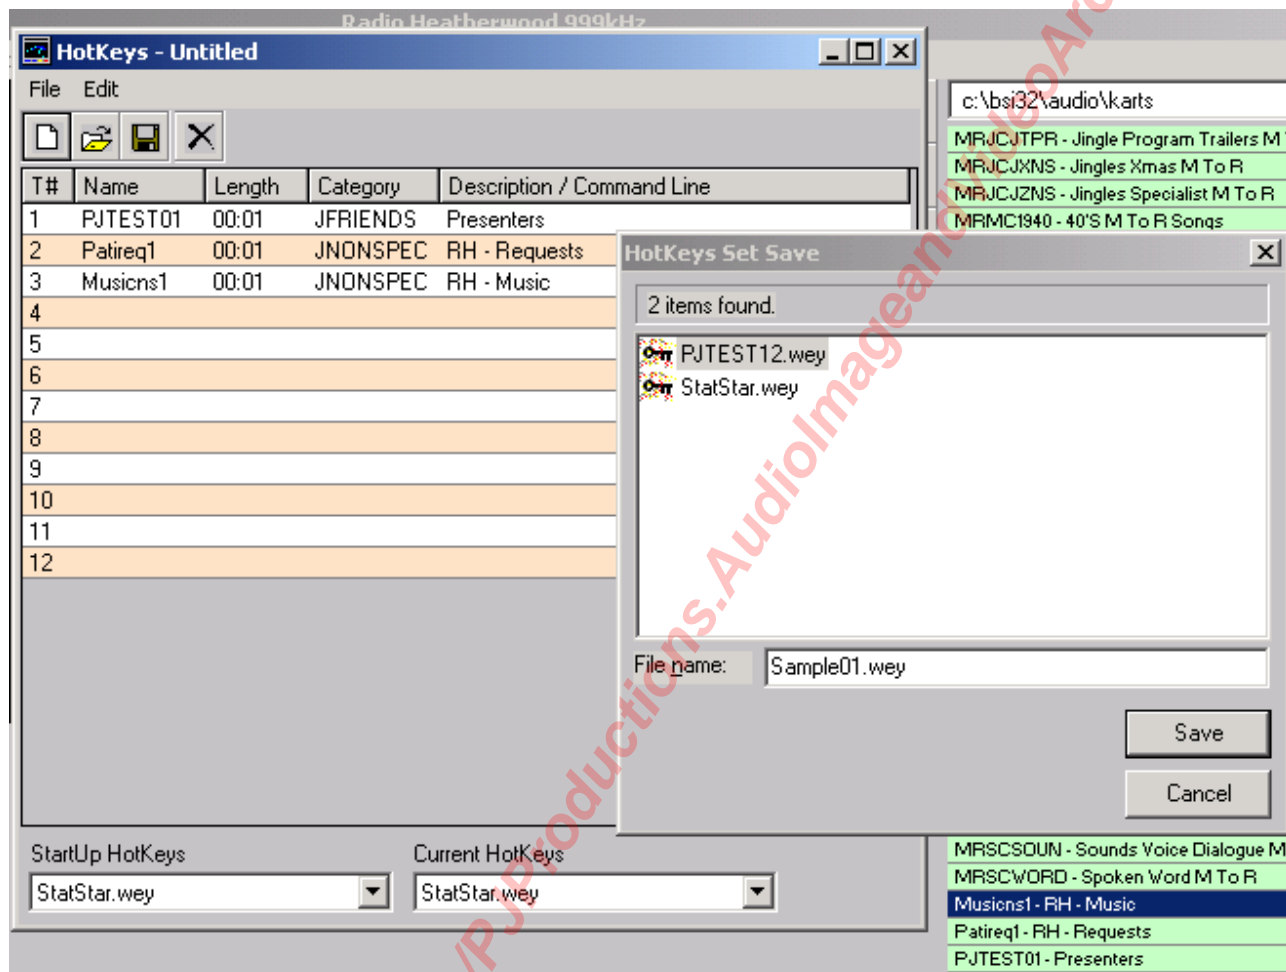 Radio Heatherwood 999kHz
HotKeys - Untitled
File Edit
T# Name Length Category Description / Command Line
1 PJTEST01 00:01 JFRIENDS Presenters
2 Patireq1 00:01 JNONSPEC RH - Requests
3 Musicns1 00:01 JNONSPEC RH - Music
4
5
6
7
8
9
10
11
12
StartUp HotKeys
StatStar.wey
Current HotKeys
StatStar.wey
c:\bsi32\audio\karts
MRJCJTPR - Jingle Program Trailers M
MRJCJXNS - Jingles Xmas M To R
MRJCJZNS - Jingles Specialist M To R
MRMC1940 - 40'S M To R Songs
HotKeys Set Save
2 items found.
PJTEST12.wey
StatStar.wey
File name: Sample01.wey
Save
Cancel
MRSCSOUN - Sounds Voice Dialogue M
MRSCWORD - Spoken Word M To R
Musicns1 - RH - Music
Patireq1 - RH - Requests
PJTEST01 - Presenters
/PJProductions.AudioImageandVideoArc